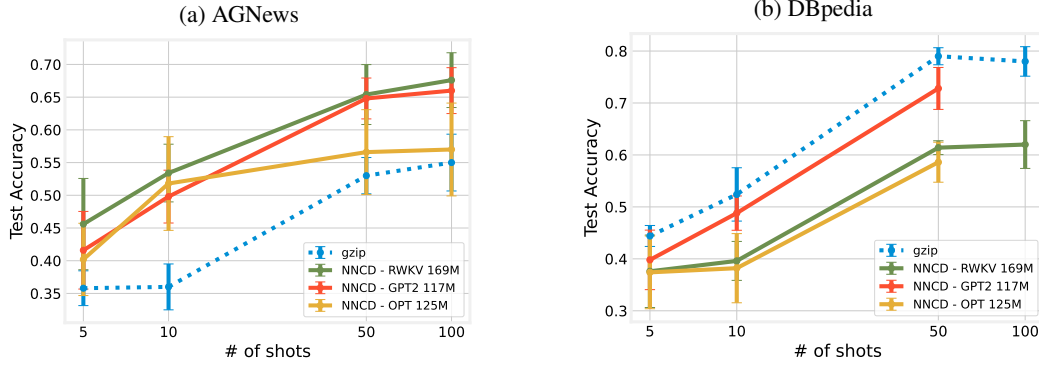 (a) AGNews
0.70
0.65
0.60
0.55
0.50
0.45
0.40
0.35
Test Accuracy
gzip
NNCD - RWKV 169M
NNCD - GPT2 117M
NNCD - OPT 125M
5 10 50 100
# of shots
(b) DBpedia
0.8
0.7
0.6
0.5
0.4
0.3
Test Accuracy
gzip
NNCD - RWKV 169M
NNCD - GPT2 117M
NNCD - OPT 125M
5 10 50 100
# of shots